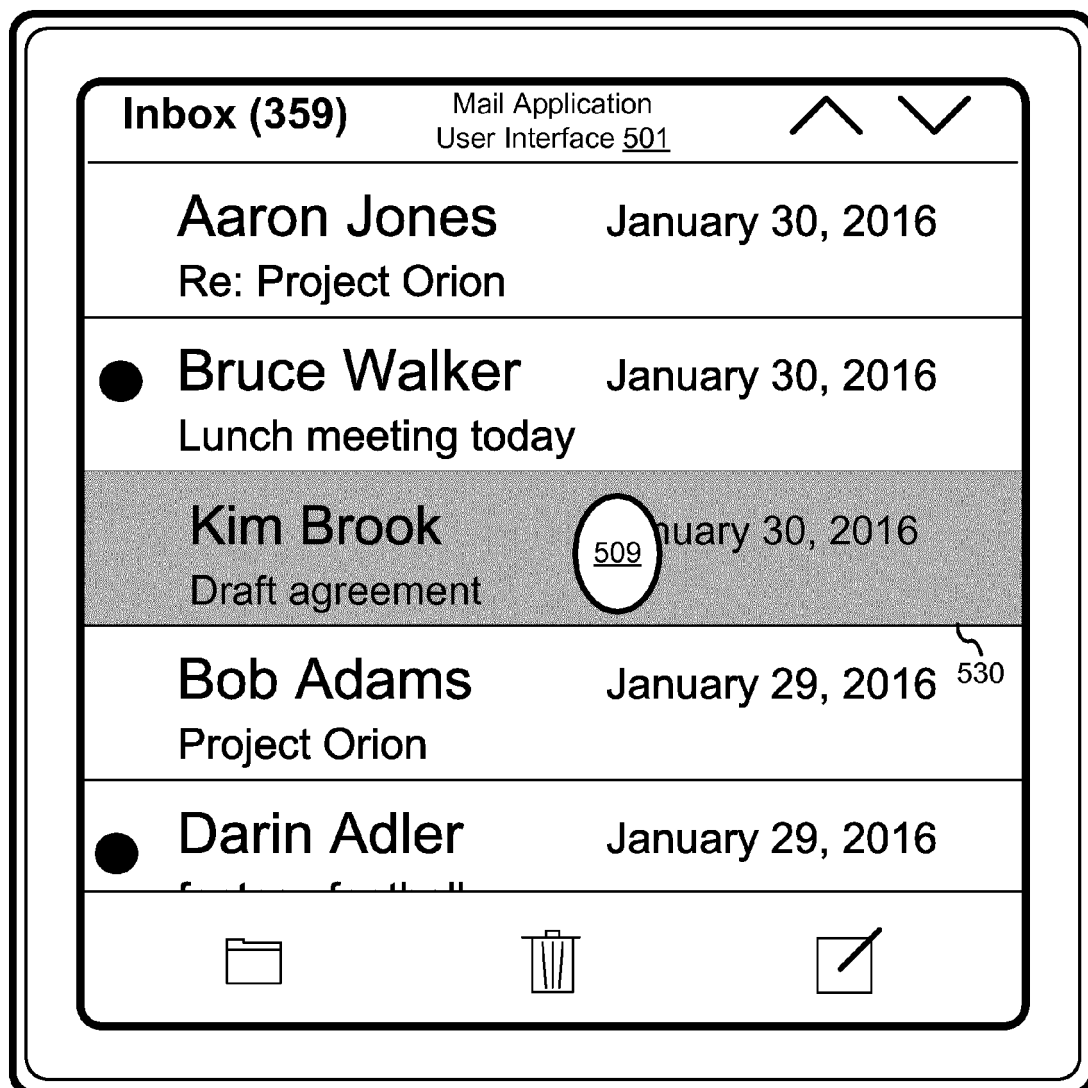 Inbox (359)
Mail Application
User Interface 501
Aaron Jones
January 30, 2016
Re: Project Orion
Bruce Walker
January 30, 2016
Lunch meeting today
Kim Brook
509
nuary 30, 2016
Draft agreement
530
Bob Adams
January 29, 2016
Project Orion
Darin Adler
January 29, 2016